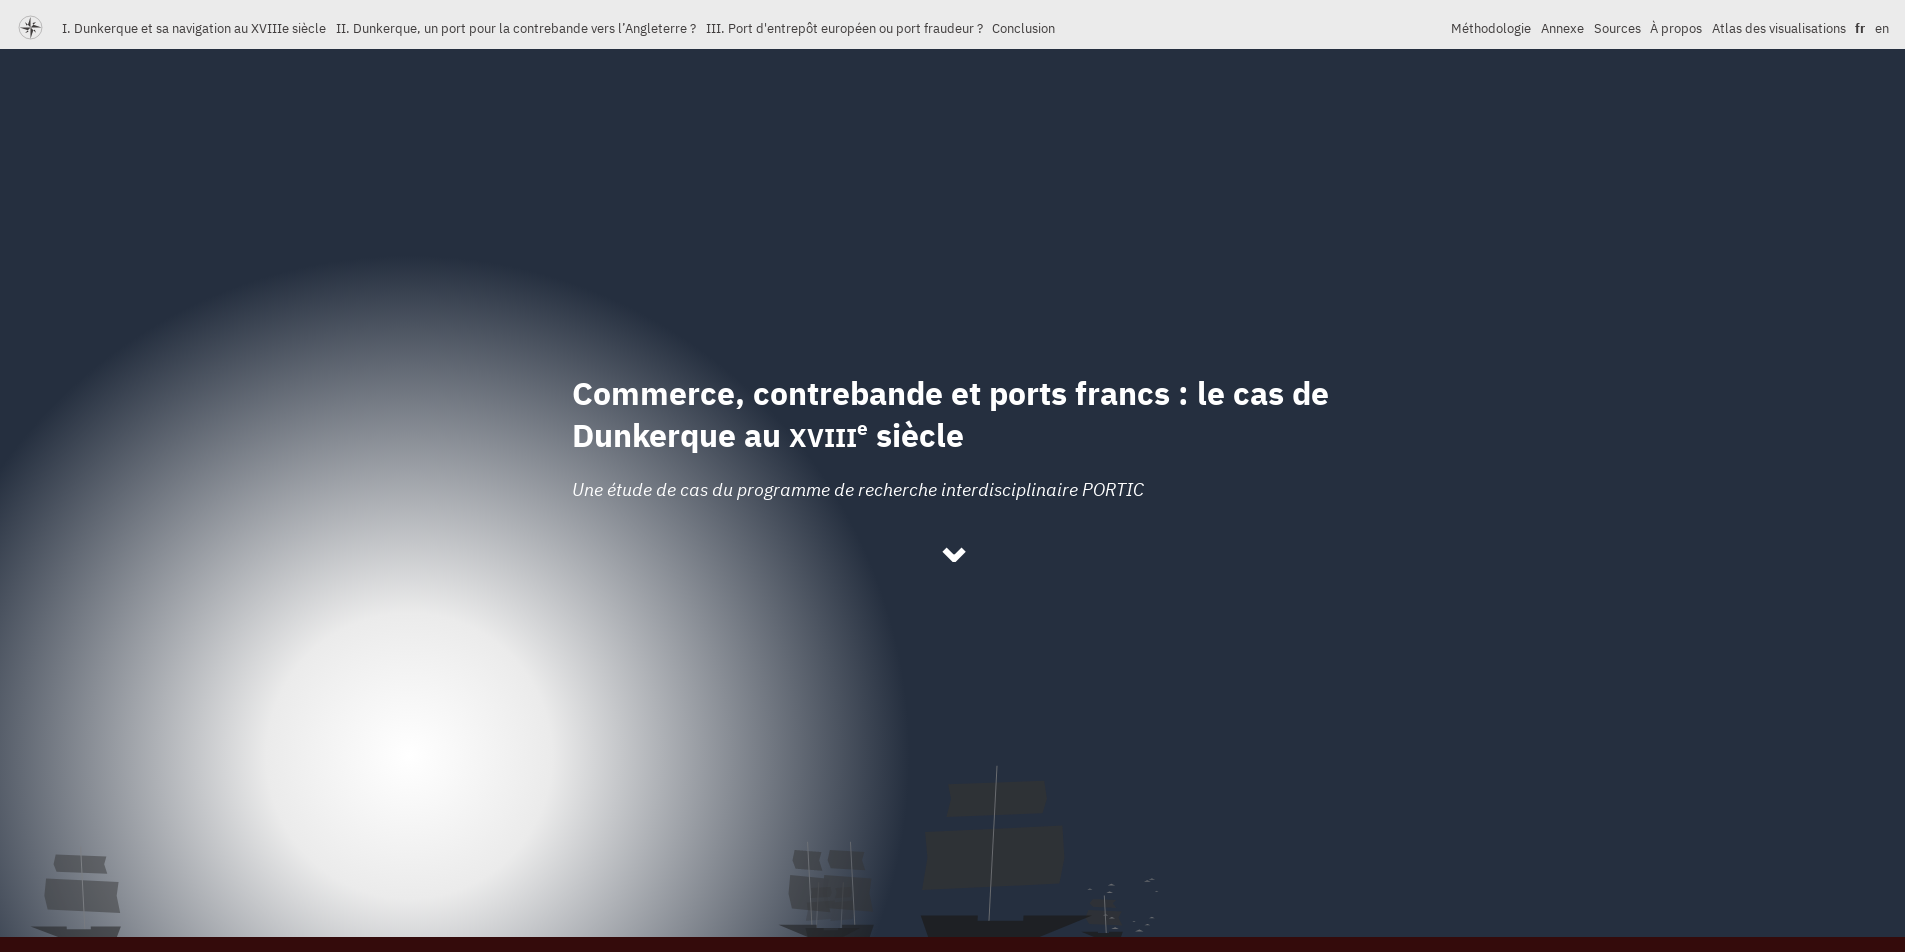 I. Dunkerque et sa navigation au XVIIIe siècle II. Dunkerque, un port pour la contrebande vers l’Angleterre ? III. Port d'entrepôt européen ou port fraudeur ? Conclusion Méthodologie Annexe Sources À propos Atlas des visualisations fr en
Commerce, contrebande et ports francs : le cas de
Dunkerque au XVIIIe siècle
Une étude de cas du programme de recherche interdisciplinaire PORTIC